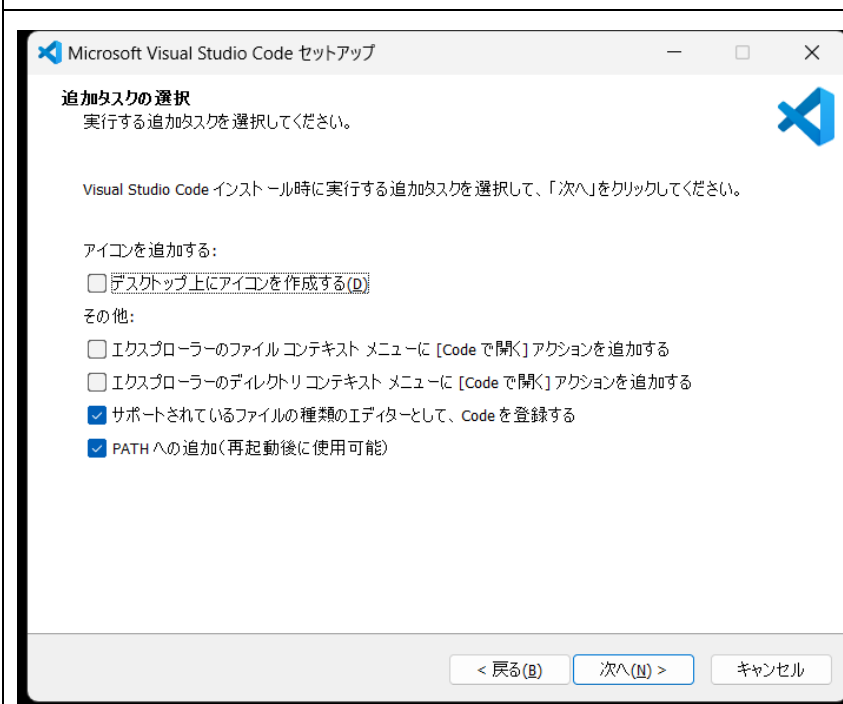 Microsoft Visual Studio Code セットアップ
追加タスクの選択
実行する追加タスクを選択してください。
Visual Studio Code インストール時に実行する追加タスクを選択して、「次へ」をクリックしてください。
アイコンを追加する:
デスクトップ上にアイコンを作成する(D)
その他:
エクスプローラーのファイル コンテキスト メニューに [Code で開く] アクションを追加する
エクスプローラーのディレクトリ コンテキスト メニューに [Code で開く] アクションを追加する
サポートされているファイルの種類のエディターとして、Code を登録する
PATH への追加(再起動後に使用可能)
< 戻る(B) 次へ(N) > キャンセル